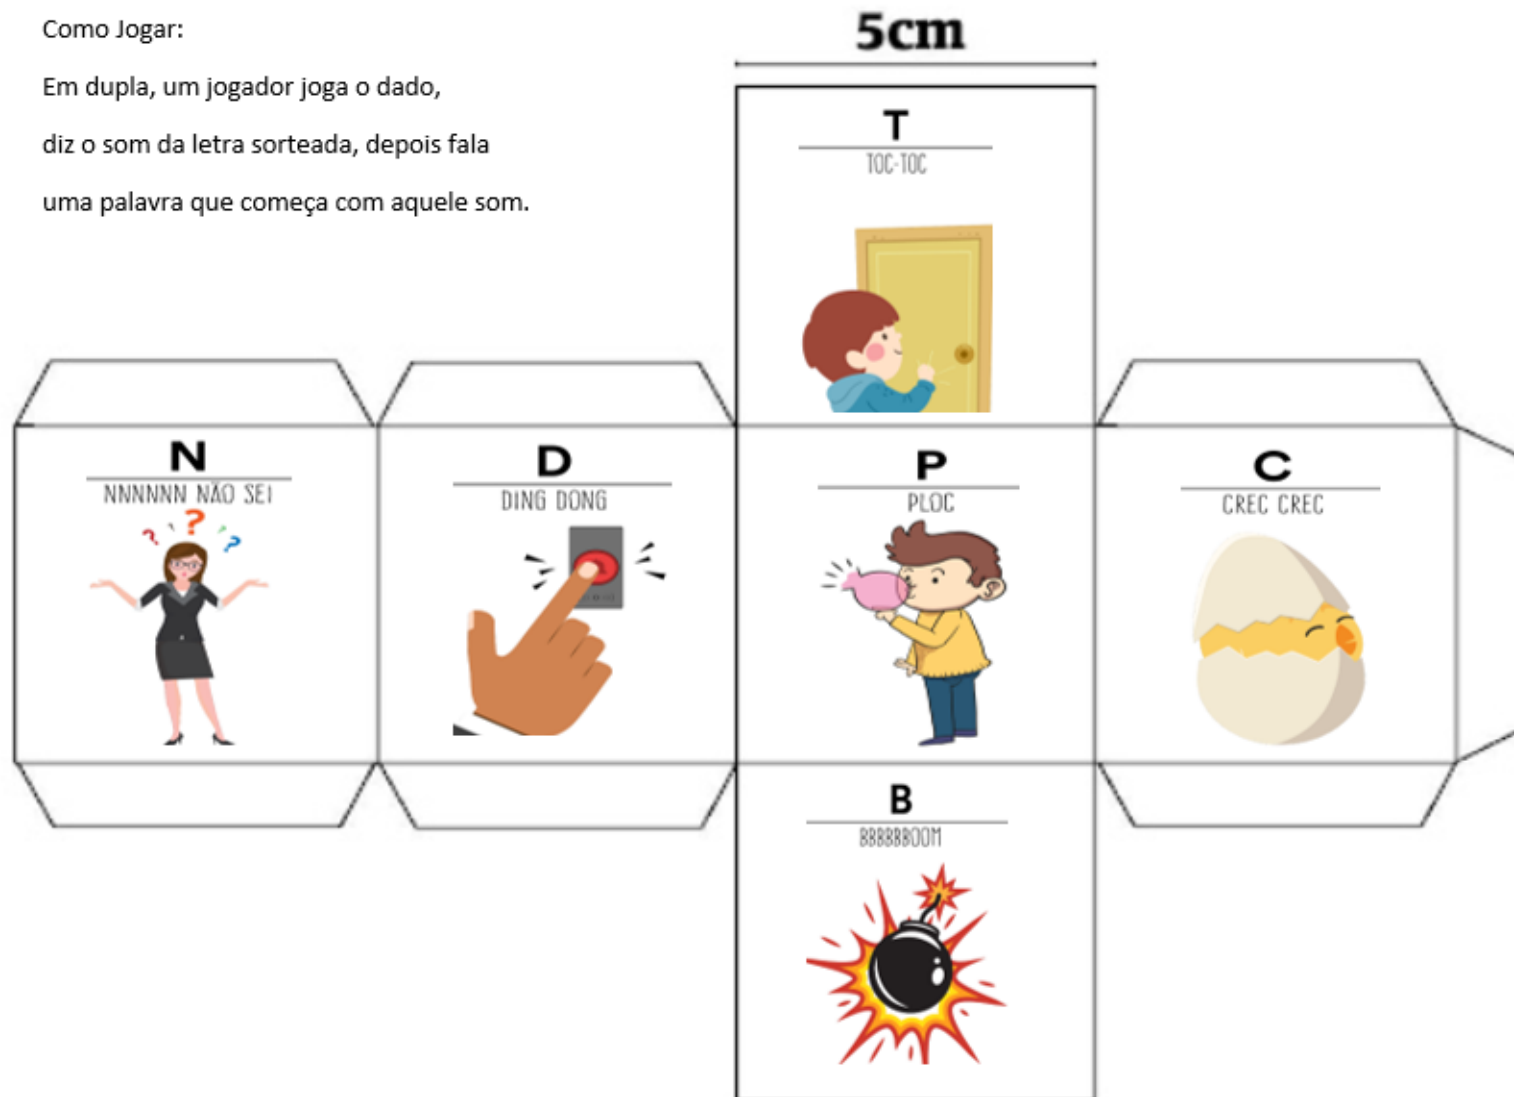 Como Jogar:
Em dupla, um jogador joga o dado,
diz o som da letra sorteada, depois fala
uma palavra que começa com aquele som.
5cm
T
TOC-TOC
N
NNNNNN NÃO SEI
D
DING DONG
P
PLOC
C
CREC CREC
B
BBBBBBOOM